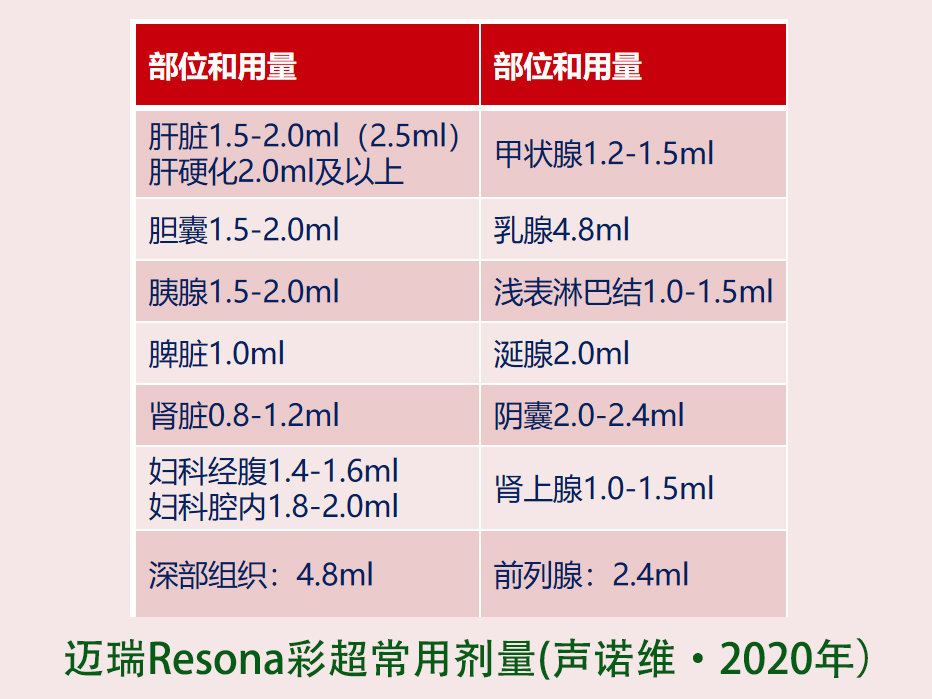 部位和用量
部位和用量
肝脏1.5-2.0ml（2.5ml）
肝硬化2.0ml及以上
甲状腺1.2-1.5ml
胆囊1.5-2.0ml
乳腺4.8ml
胰腺1.5-2.0ml
浅表淋巴结1.0-1.5ml
脾脏1.0ml
涎腺2.0ml
肾脏0.8-1.2ml
阴囊2.0-2.4ml
妇科经腹1.4-1.6ml
妇科腔内1.8-2.0ml
肾上腺1.0-1.5ml
深部组织：4.8ml
前列腺：2.4ml
迈瑞Resona彩超常用剂量(声诺维·2020年）